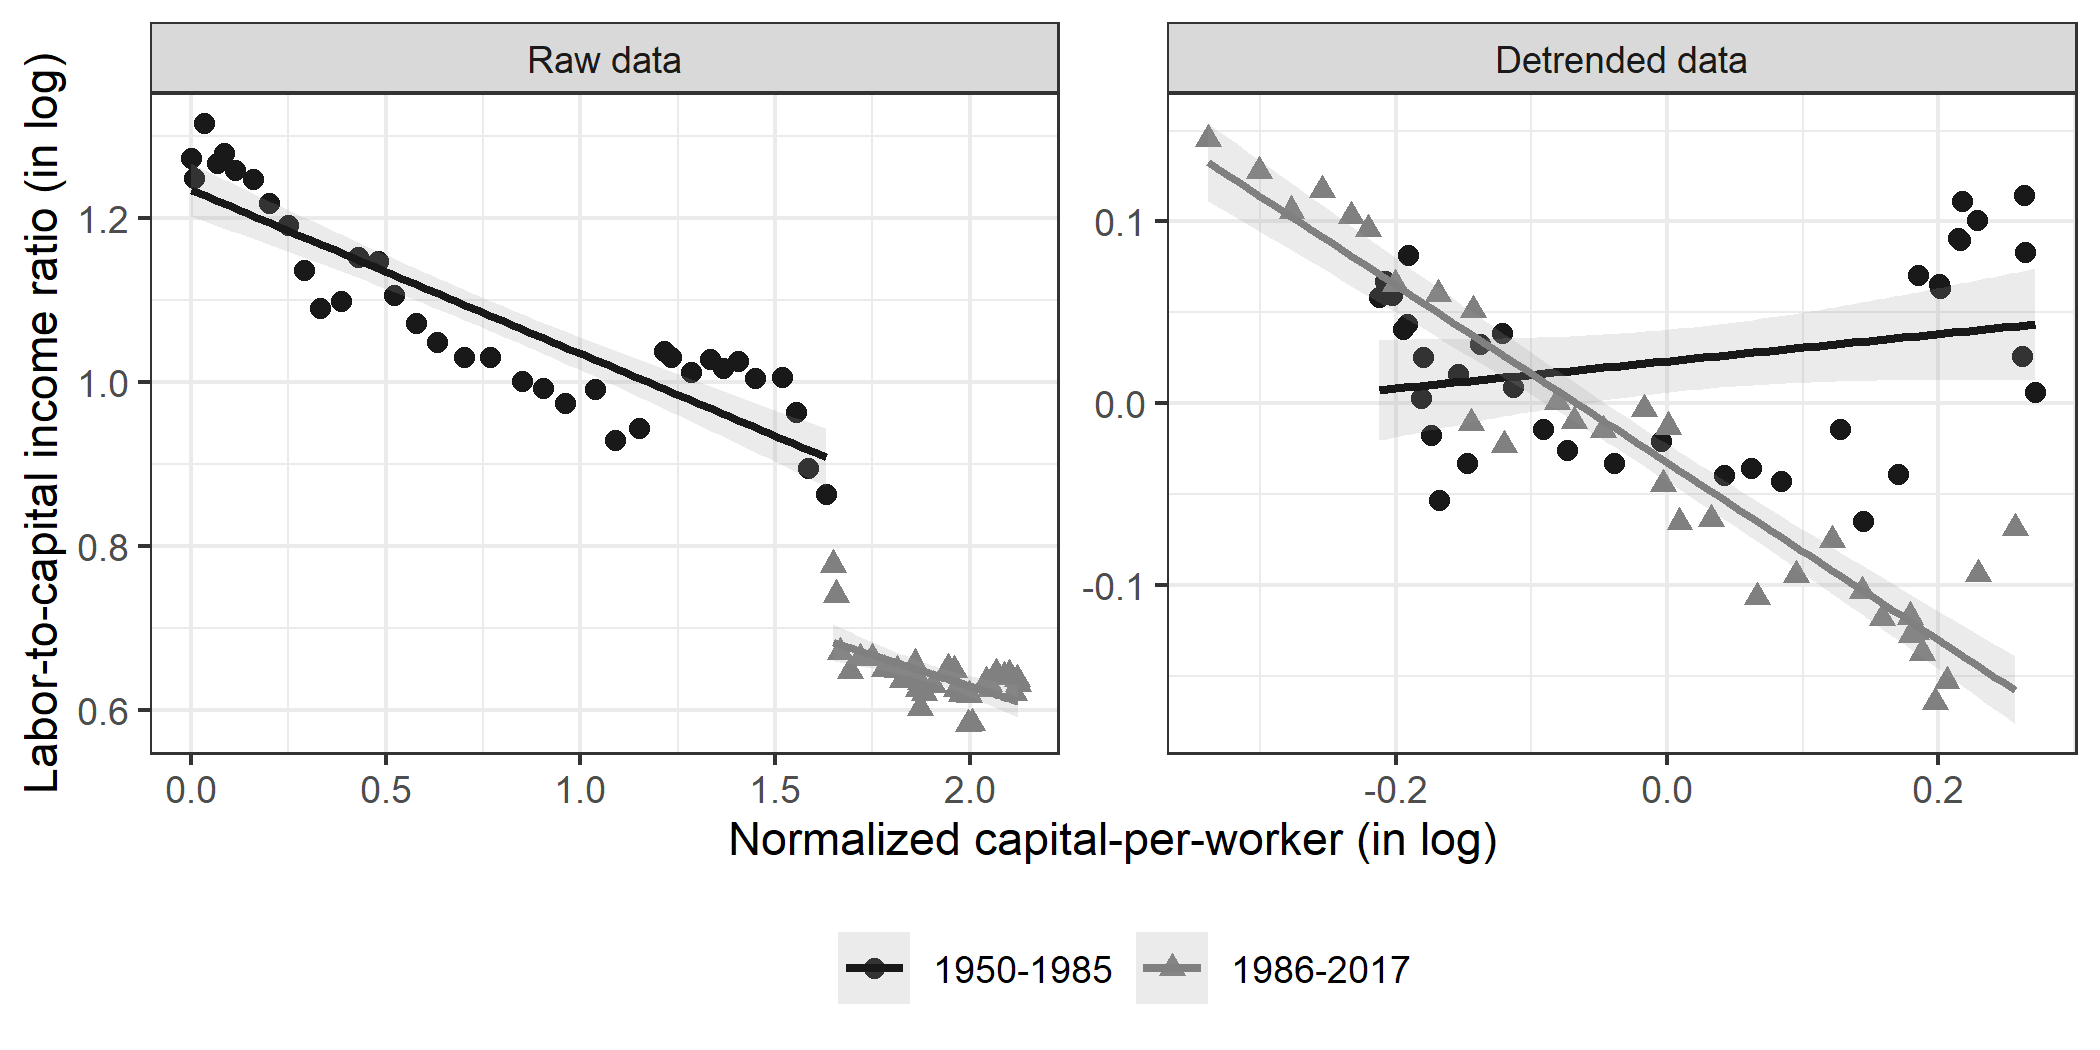 Raw data
Detrended data
Labor-to-capital income ratio (in log)
1.2
1.0
0.8
0.6
0.1
0.0
-0.1
0.0 0.5 1.0 1.5 2.0
-0.2 0.0 0.2
Normalized capital-per-worker (in log)
1950-1985 1986-2017